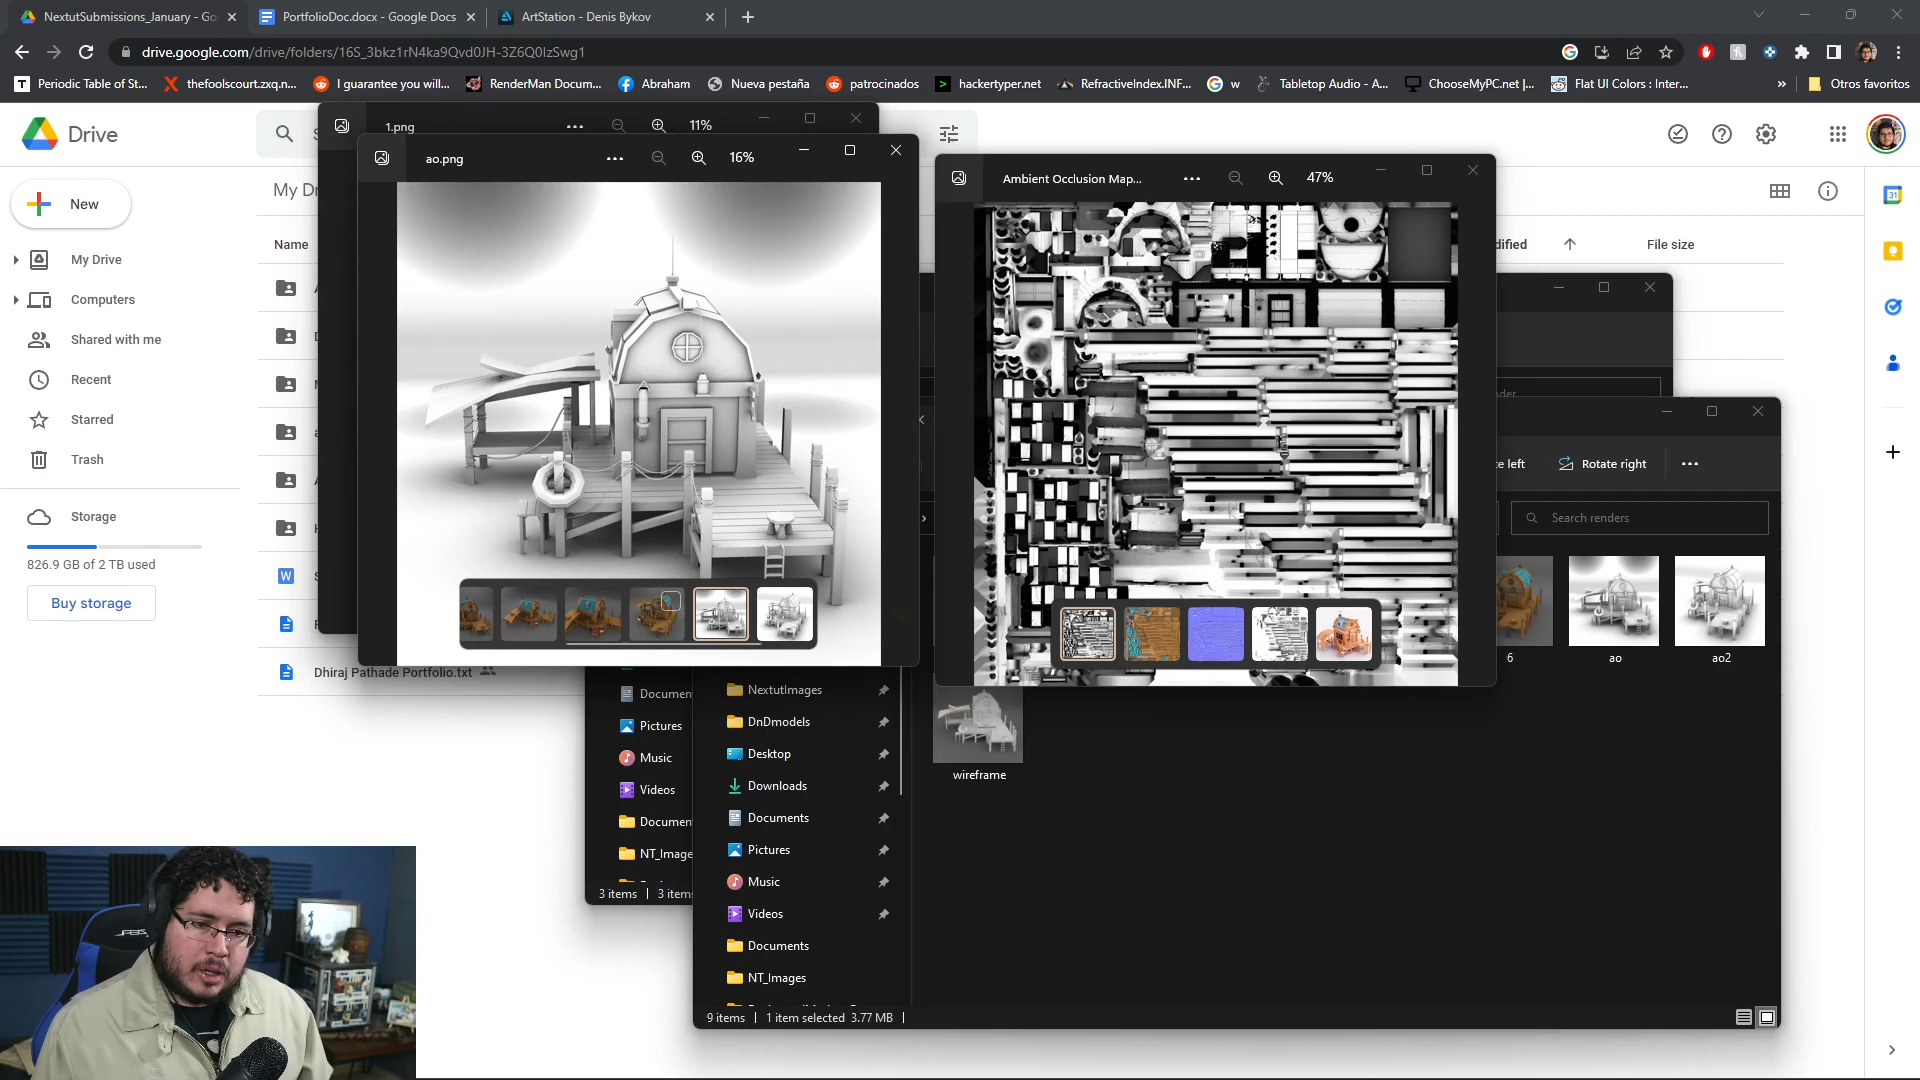 NextutSubmissions_January - Go
PortfolioDoc.docx - Google Docs
ArtStation - Denis Bykov
drive.google.com/drive/folders/16S_3bkz1rN4ka9Qvd0JH-3Z6Q0IzSwg1
Periodic Table of St...
thefoolscourt.zxq.n...
I guarantee you will...
RenderMan Docum...
Abraham
Nueva pestaña
patrocinados
hackertyper.net
RefractiveIndex.INF...
w
Tabletop Audio - A...
ChooseMyPC.net |...
Flat UI Colors : Inter...
»
Otros favoritos
Drive
1.png
11%
ao.png
16%
Ambient Occlusion Map...
47%
New
My Dr
Name
dified
File size
My Drive
Computers
Shared with me
Recent
Starred
Trash
Storage
826.9 GB of 2 TB used
Buy storage
Dhiraj Pathade Portfolio.txt
te left
Rotate right
Search renders
6
ao
ao2
wireframe
Documen
Pictures
Music
Videos
Documen
NT_Image
3 items
3 item
NextutImages
DnDmodels
Desktop
Downloads
Documents
Pictures
Music
Videos
Documents
NT_Images
9 items
1 item selected 3.77 MB
31